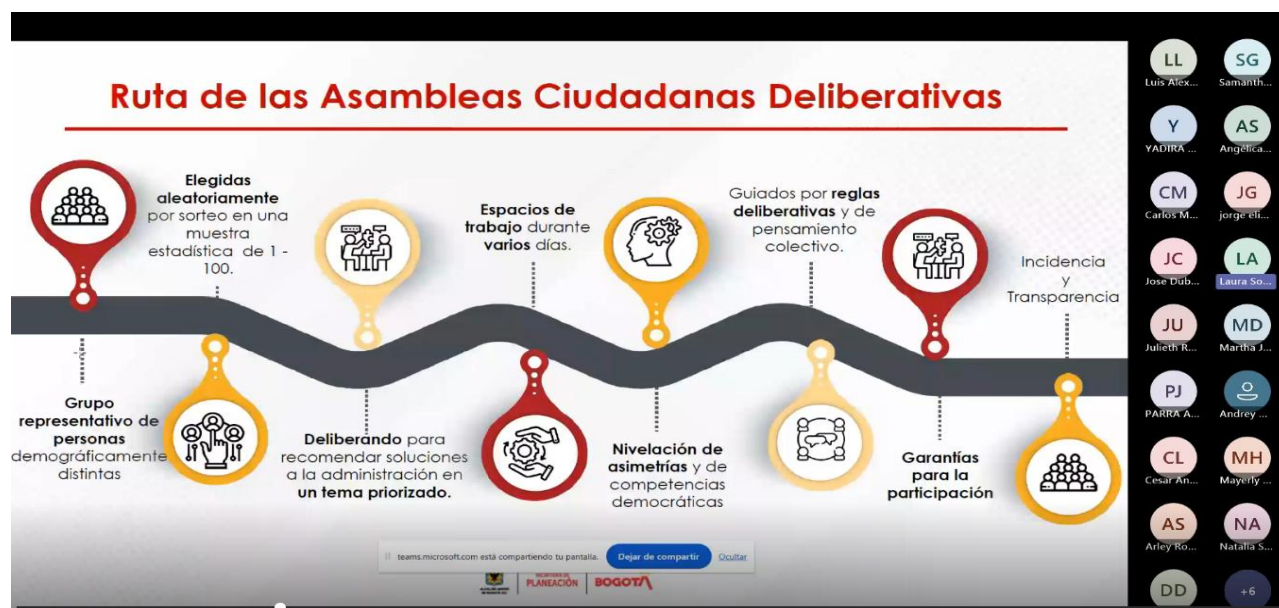 Ruta de las Asambleas Ciudadanas Deliberativas
Elegidas
aleatoriamente
por sorteo en una
muestra
estadística de 1 -
100.
Espacios de
trabajo durante
varios días.
Guiados por reglas
deliberativas y de
pensamiento
colectivo.
Incidencia
y
Transparencia
Grupo
representativo de
personas
demográficamente
distintas
Deliberando para
recomendar soluciones
a la administración en
un tema priorizado.
Nivelación de
asimetrías y de
competencias
democráticas
Garantías
para la
participación
teams.microsoft.com está compartiendo tu pantalla.
Dejar de compartir
Ocultar
PLANEACIÓN
BOGOTÁ
LL
Luis Alex...
SG
Samanth...
Y
YADIRA ...
AS
Angélica...
CM
Carlos M...
JG
jorge eli...
JC
Jose Dub...
LA
Laura So...
JU
Julieth R...
MD
Martha J...
PJ
PARRA A...
Andrey ...
CL
Cesar An...
MH
Mayerly ...
AS
Arley Ro...
NA
Natalia S...
DD
+6